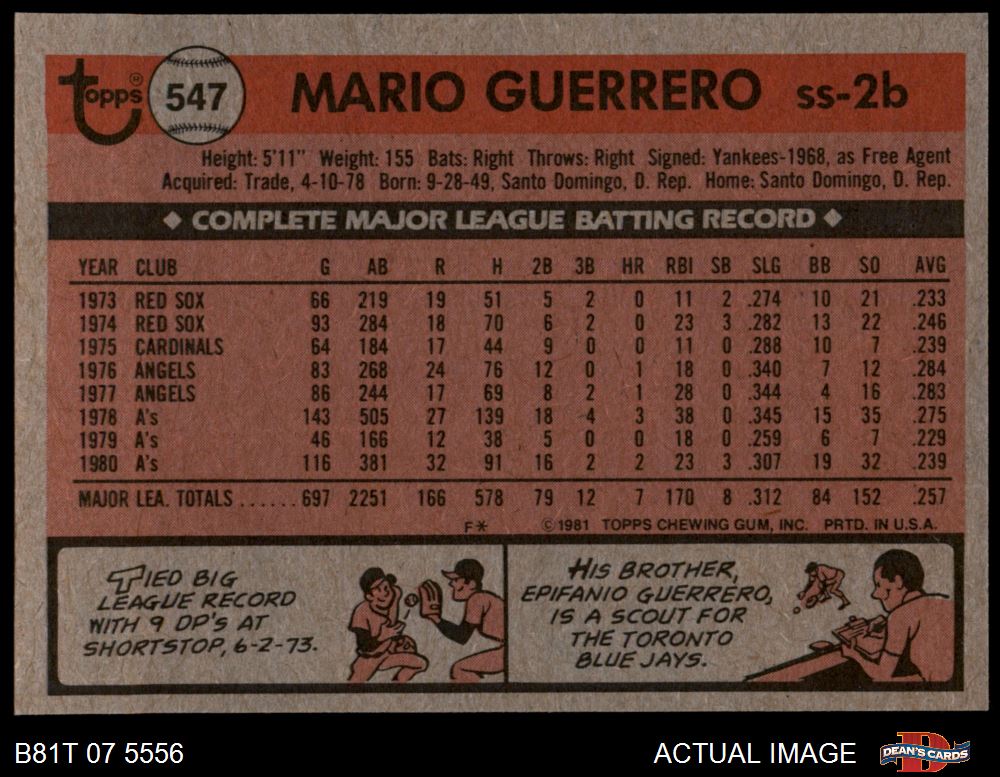 topps ® 547 MARIO GUERRERO ss-2b
Height: 5'11" Weight: 155 Bats: Right Throws: Right Signed: Yankees-1968, as Free Agent
Acquired: Trade, 4-10-78 Born: 9-28-49, Santo Domingo, D. Rep. Home: Santo Domingo, D. Rep.
◆ COMPLETE MAJOR LEAGUE BATTING RECORD ◆
YEAR CLUB G AB R H 2B 3B HR RBI SB SLG BB SO AVG
1973 RED SOX 66 219 19 51 5 2 0 11 2 .274 10 21 .233
1974 RED SOX 93 284 18 70 6 2 0 23 3 .282 13 22 .246
1975 CARDINALS 64 184 17 44 9 0 0 11 0 .288 10 7 .239
1976 ANGELS 83 268 24 76 12 0 1 18 0 .340 7 12 .284
1977 ANGELS 86 244 17 69 8 2 1 28 0 .344 4 16 .283
1978 A's 143 505 27 139 18 4 3 38 0 .345 15 35 .275
1979 A's 46 166 12 38 5 0 0 18 0 .259 6 7 .229
1980 A's 116 381 32 91 16 2 2 23 3 .307 19 32 .239
MAJOR LEA. TOTALS ...... 697 2251 166 578 79 12 7 170 8 .312 84 152 .257
F* © 1981 TOPPS CHEWING GUM, INC. PRTD. IN U.S.A.
TIED BIG
LEAGUE RECORD
WITH 9 DP'S AT
SHORTSTOP, 6-2-73.
HIS BROTHER,
EPIFANIO GUERRERO,
IS A SCOUT FOR
THE TORONTO
BLUE JAYS.
B81T 07 5556 ACTUAL IMAGE D DEAN'S CARDS